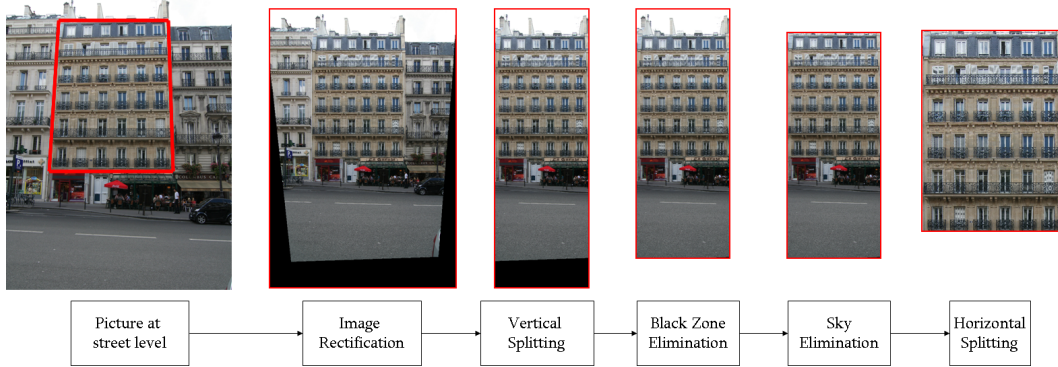 Picture at
street level
Image
Rectification
Vertical
Splitting
Black Zone
Elimination
Sky
Elimination
Horizontal
Splitting